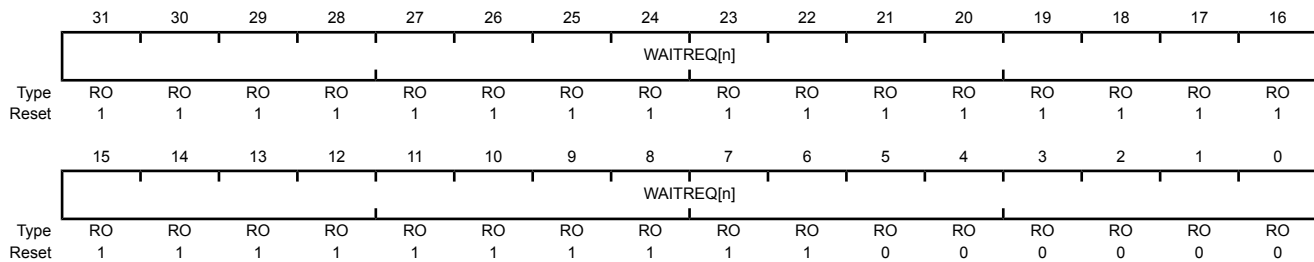 31 30 29 28 27 26 25 24 23 22 21 20 19 18 17 16
WAITREQ[n]
Type RO RO RO RO RO RO RO RO RO RO RO RO RO RO RO RO
Reset 1 1 1 1 1 1 1 1 1 1 1 1 1 1 1 1
15 14 13 12 11 10 9 8 7 6 5 4 3 2 1 0
WAITREQ[n]
Type RO RO RO RO RO RO RO RO RO RO RO RO RO RO RO RO
Reset 1 1 1 1 1 1 1 1 1 1 0 0 0 0 0 0